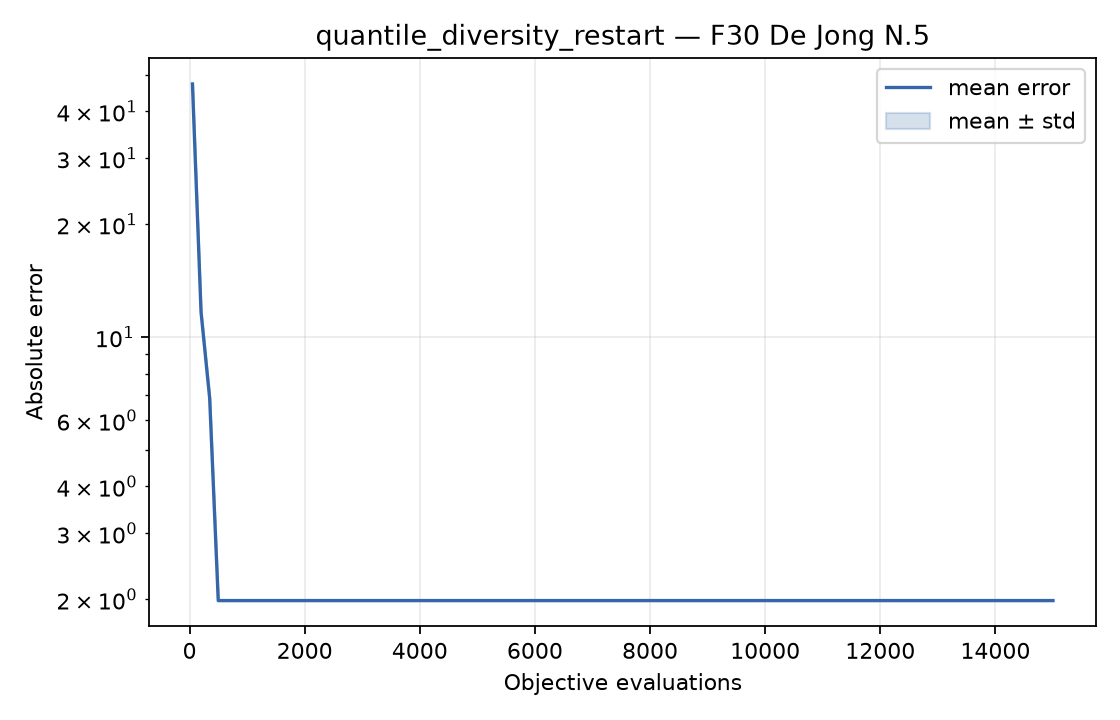 quantile_diversity_restart — F30 De Jong N.5
mean error
mean ± std
4 × 10¹
3 × 10¹
2 × 10¹
10¹
6 × 10⁰
4 × 10⁰
3 × 10⁰
2 × 10⁰
Absolute error
0 2000 4000 6000 8000 10000 12000 14000
Objective evaluations